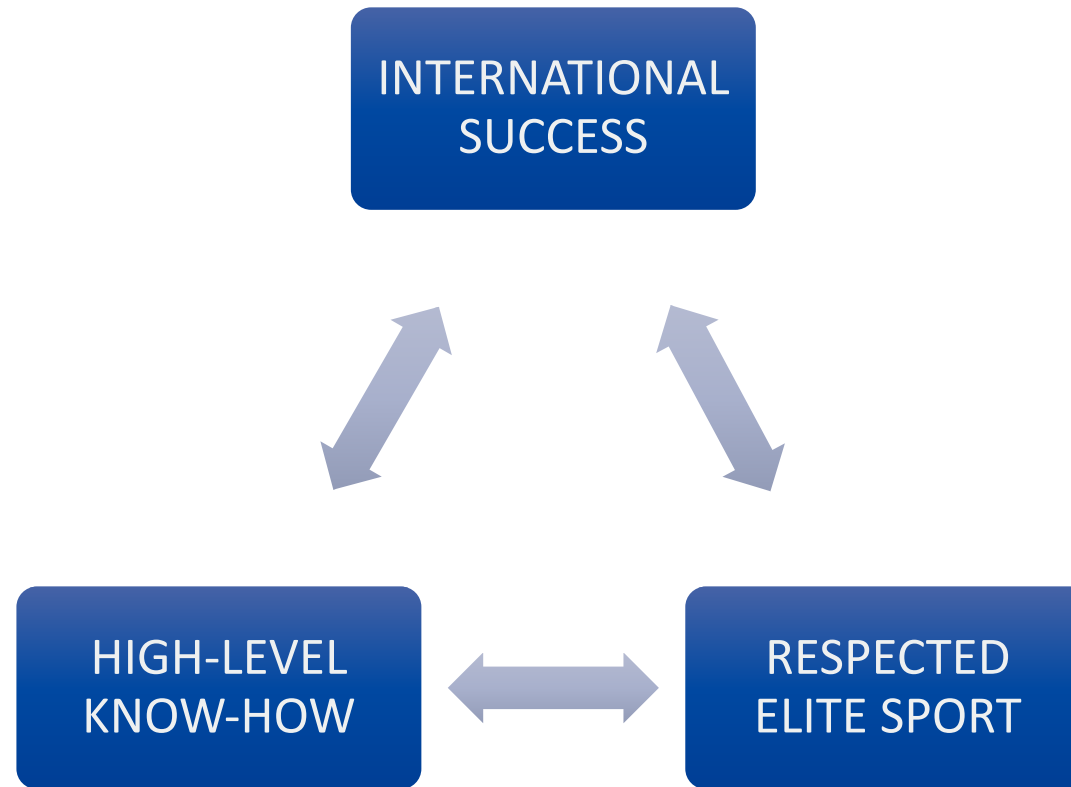 INTERNATIONAL
SUCCESS
HIGH-LEVEL
KNOW-HOW
RESPECTED
ELITE SPORT